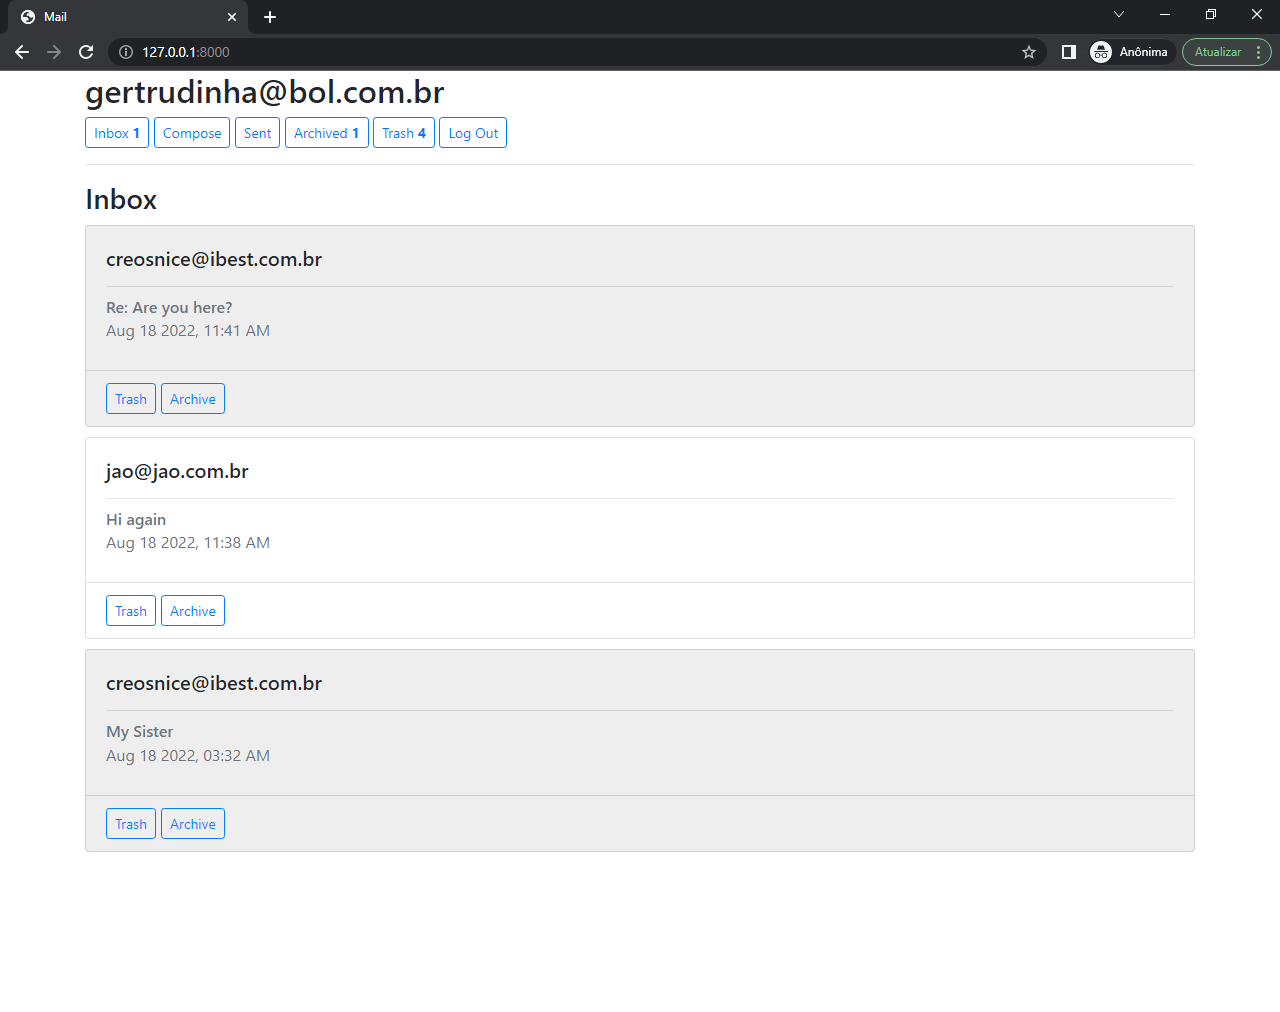 Mail
127.0.0.1:8000
Anônima
Atualizar
gertrudinha@bol.com.br
Inbox 1 Compose Sent Archived 1 Trash 4 Log Out
Inbox
creosnice@ibest.com.br
Re: Are you here?
Aug 18 2022, 11:41 AM
Trash Archive
jao@jao.com.br
Hi again
Aug 18 2022, 11:38 AM
Trash Archive
creosnice@ibest.com.br
My Sister
Aug 18 2022, 03:32 AM
Trash Archive